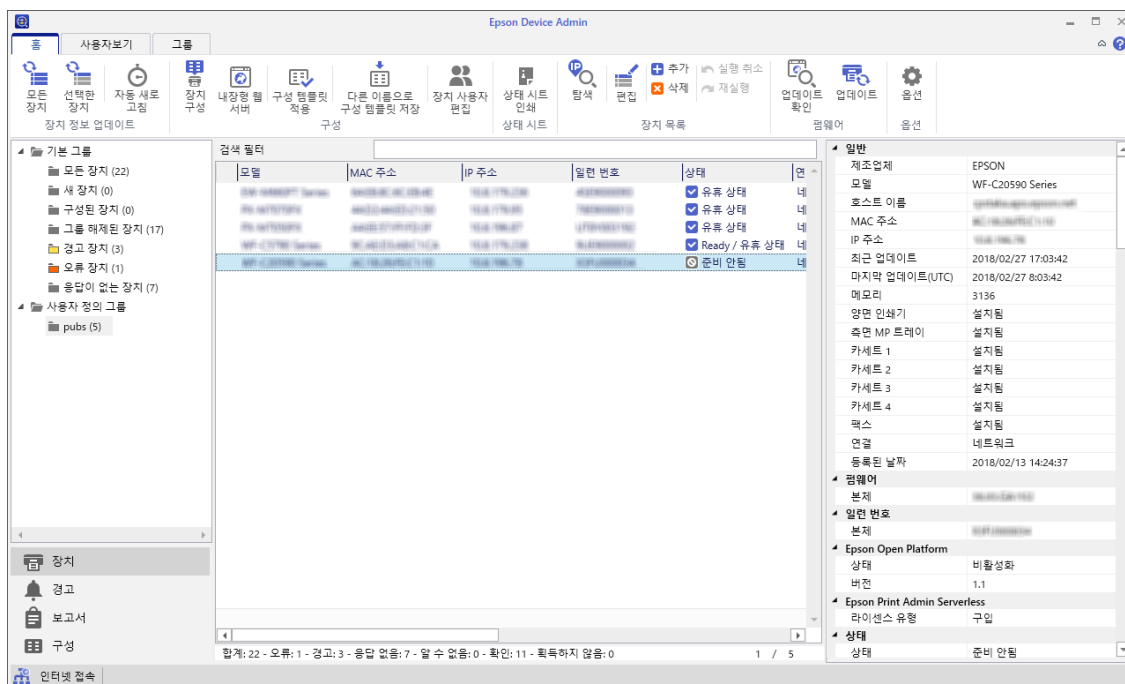 Epson Device Admin
홈 사용자보기 그룹
모든 장치 선택한 장치 자동 새로 고침 장치 구성 내장형 웹 서버 구성 템플릿 적용 다른 이름으로 구성 템플릿 저장 장치 사용자 편집 상태 시트 인쇄 탐색 편집 추가 삭제 실행 취소 재실행 업데이트 확인 업데이트 옵션
장치 정보 업데이트 구성 상태 시트 장치 목록 펌웨어 옵션
기본 그룹
모든 장치 (22)
새 장치 (0)
구성된 장치 (0)
그룹 해제된 장치 (17)
경고 장치 (3)
오류 장치 (1)
응답이 없는 장치 (7)
사용자 정의 그룹
pubs (5)
장치
경고
보고서
구성
검색 필터
모델 MAC 주소 IP 주소 일련 번호 상태 연
유휴 상태 네
유휴 상태 네
유휴 상태 네
Ready / 유휴 상태 네
준비 안됨 네
합계: 22 - 오류: 1 - 경고: 3 - 응답 없음: 7 - 알 수 없음: 0 - 확인: 11 - 획득하지 않음: 0 1 / 5
일반
제조업체 EPSON
모델 WF-C20590 Series
호스트 이름
MAC 주소
IP 주소
최근 업데이트 2018/02/27 17:03:42
마지막 업데이트(UTC) 2018/02/27 8:03:42
메모리 3136
양면 인쇄기 설치됨
측면 MP 트레이 설치됨
카세트 1 설치됨
카세트 2 설치됨
카세트 3 설치됨
카세트 4 설치됨
팩스 설치됨
연결 네트워크
등록된 날짜 2018/02/13 14:24:37
펌웨어
본체
일련 번호
본체
Epson Open Platform
상태 비활성화
버전 1.1
Epson Print Admin Serverless
라이센스 유형 구입
상태
상태 준비 안됨
인터넷 접속